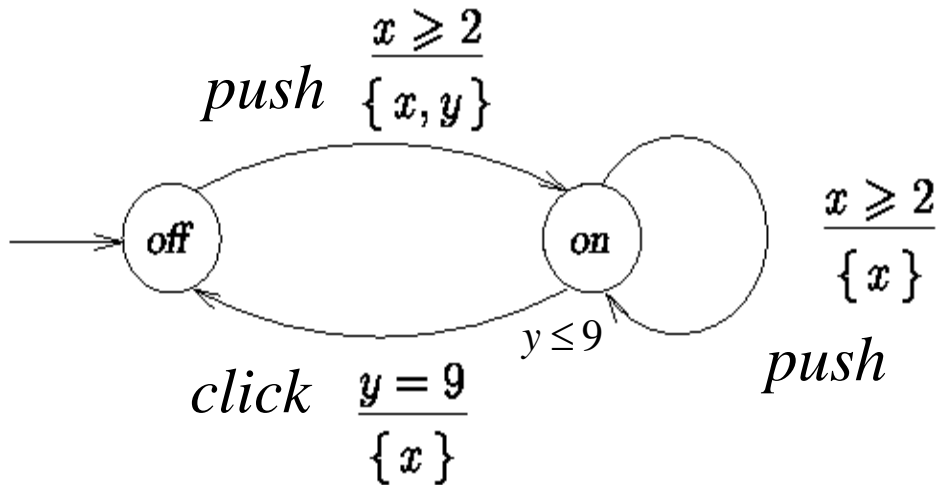 push
x ⩾ 2
{ x, y }
off
on
x ⩾ 2
{ x }
push
y ≤ 9
click
y = 9
{ x }